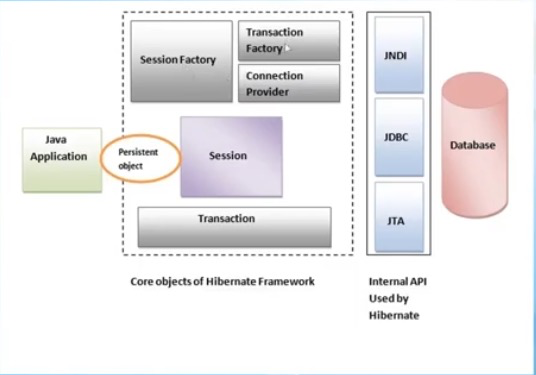 Session Factory
Transaction
Factory
Connection
Provider
JNDI
Java
Application
Persistent
object
Session
JDBC
Database
Transaction
JTA
Core objects of Hibernate Framework
Internal API
Used by
Hibernate